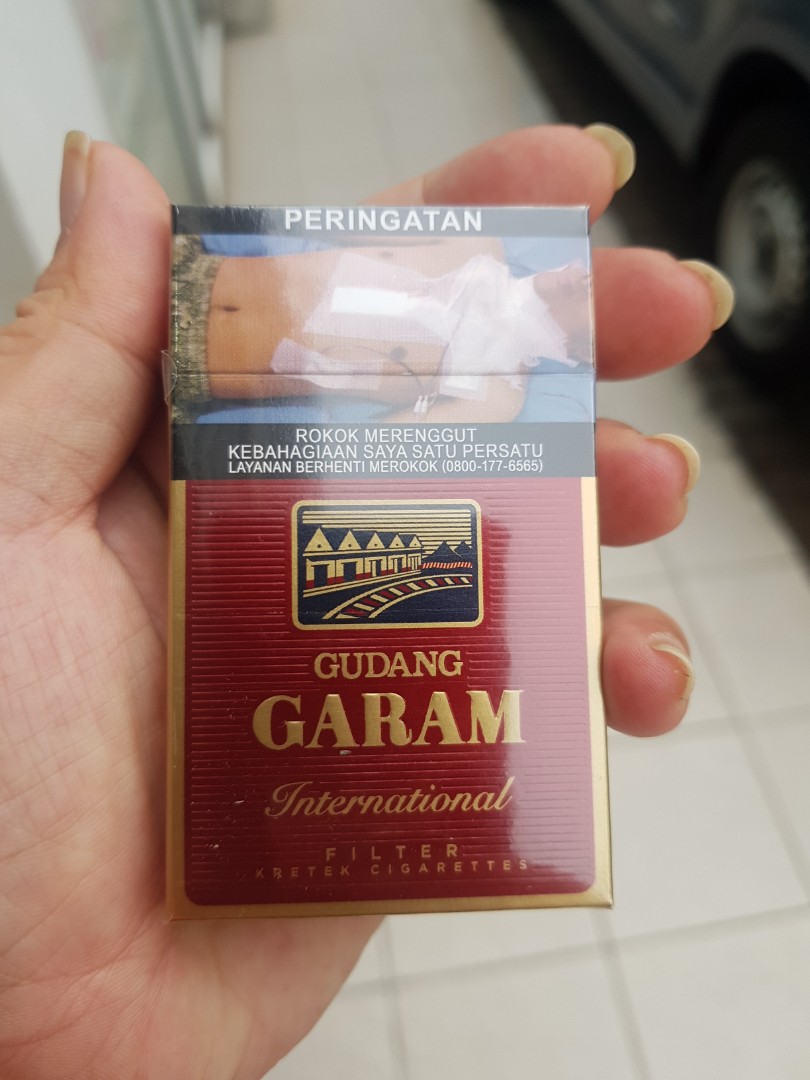 PERINGATAN
ROKOK MERENGGUT
KEBAHAGIAAN SAYA SATU PERSATU
LAYANAN BERHENTI MEROKOK (0800-177-6565)
GUDANG
GARAM
International
FILTER
KRETEK CIGARETTES